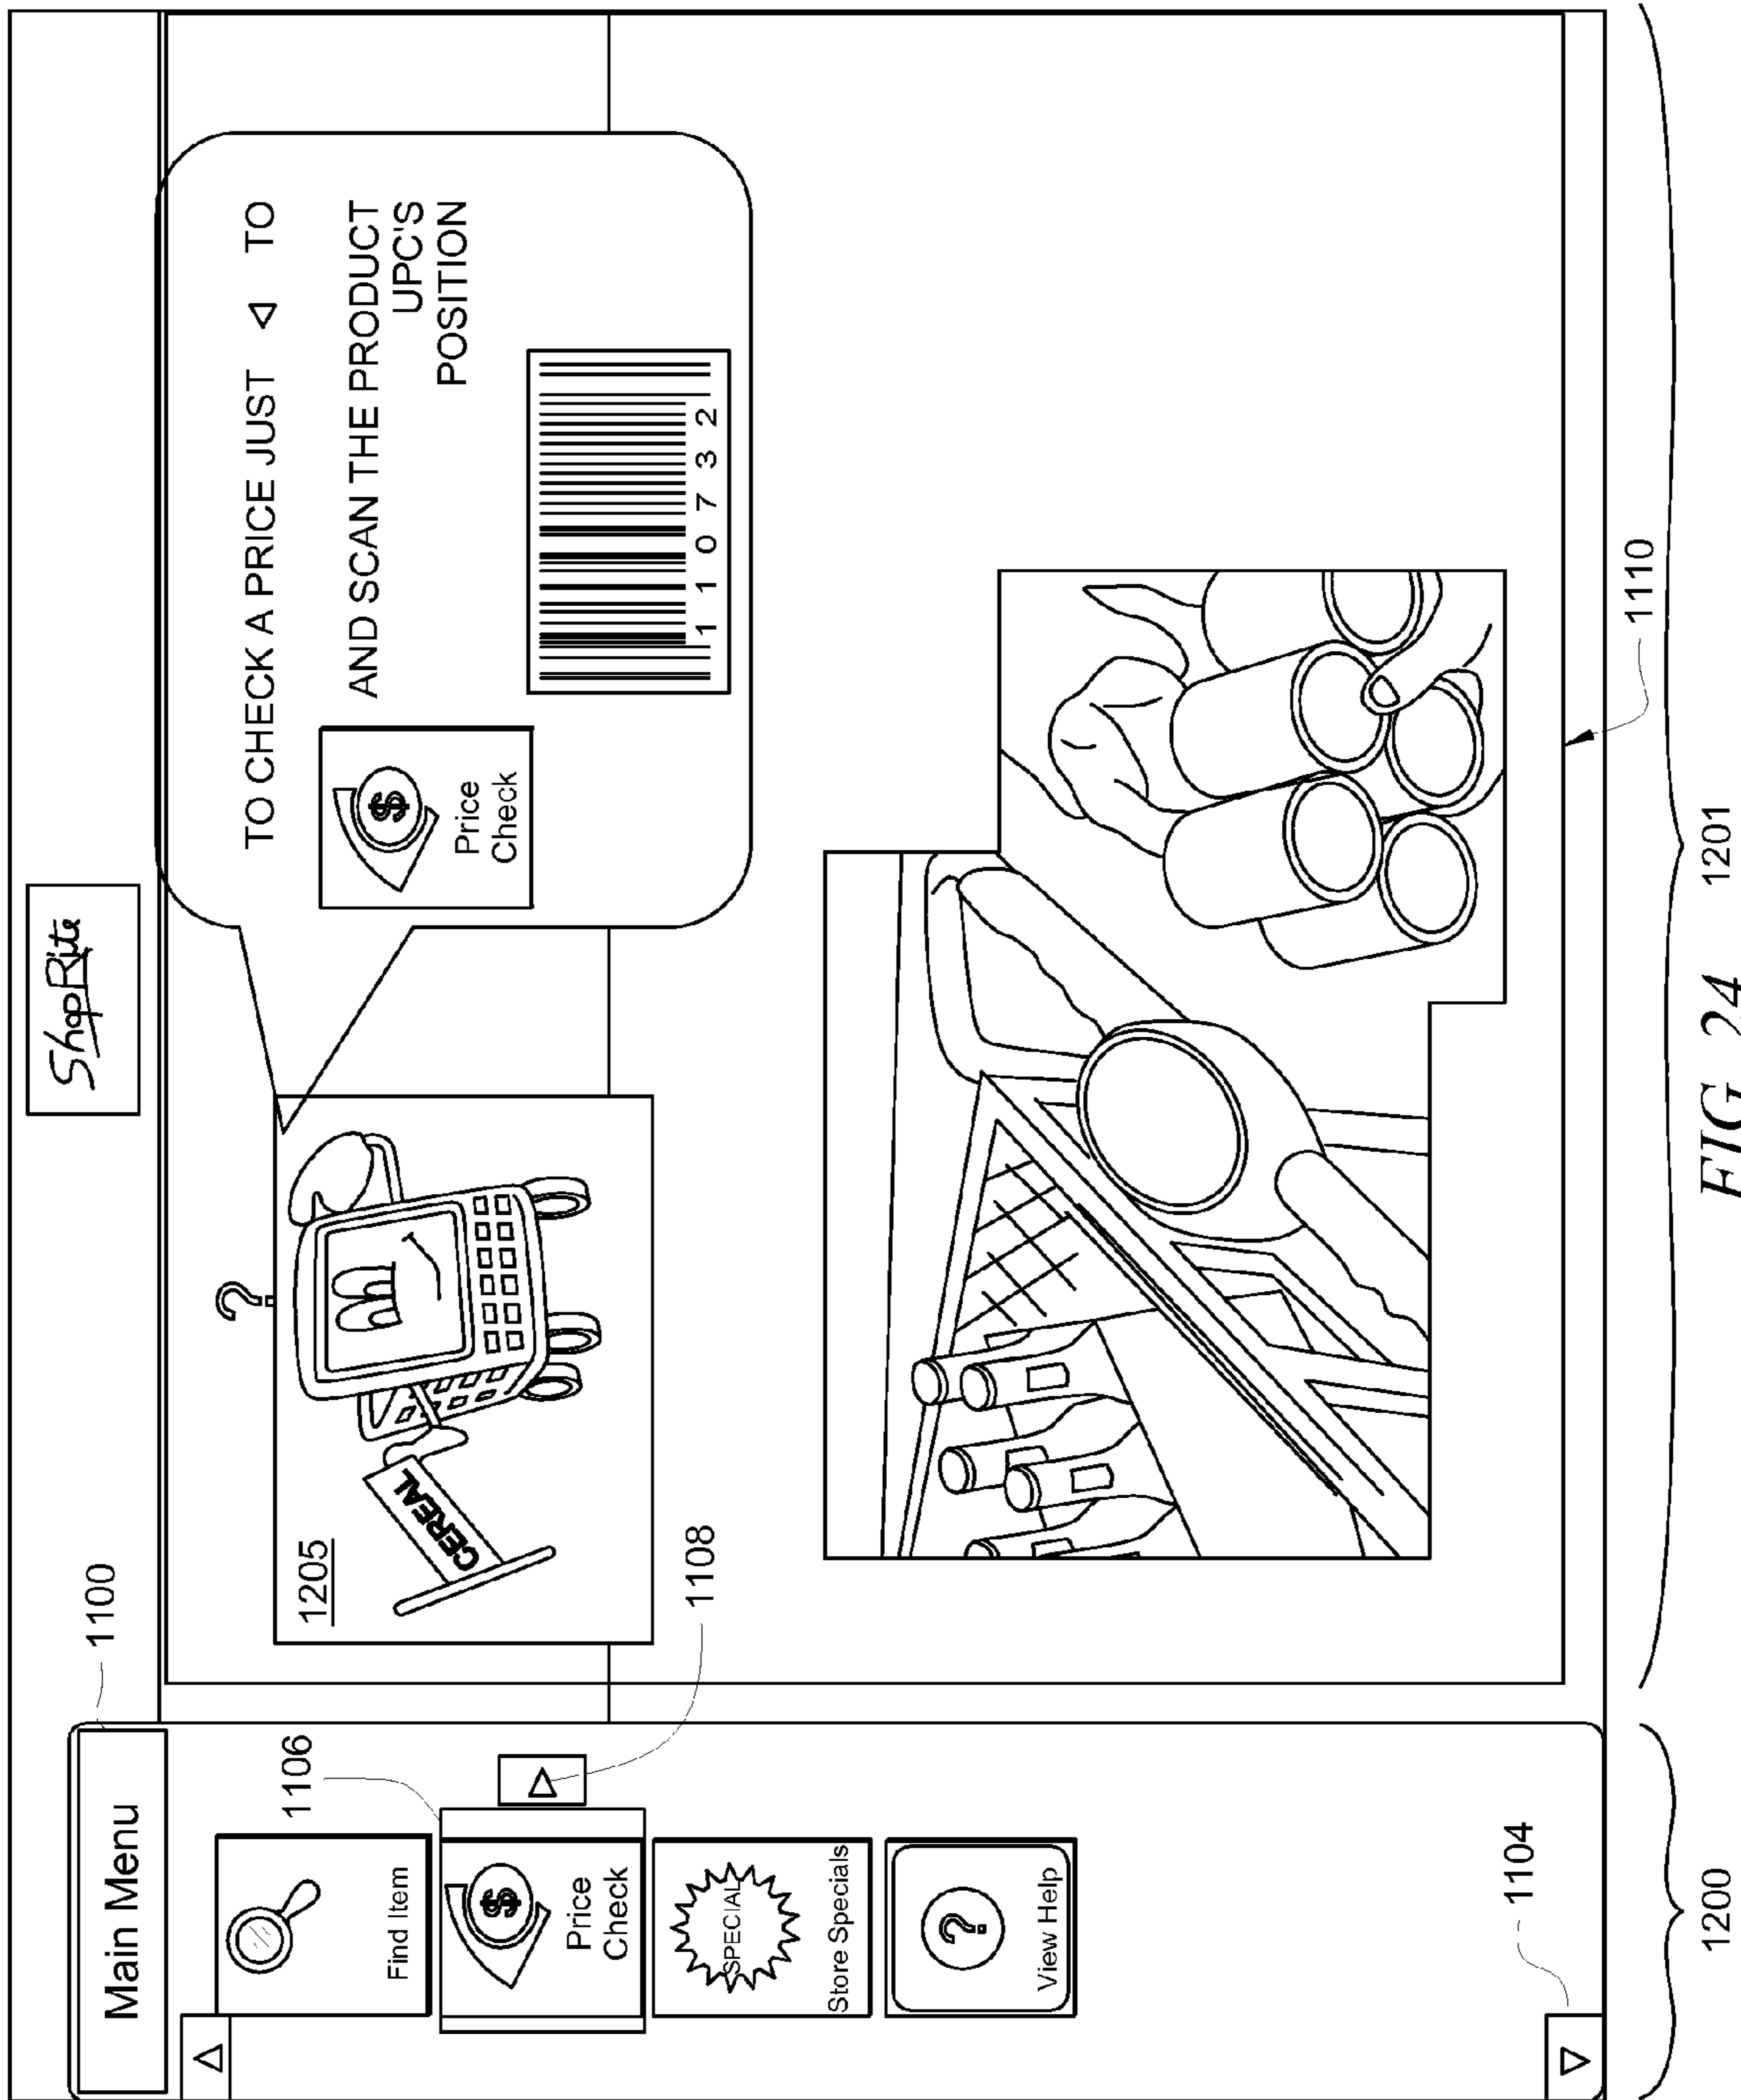 ShopRite
Main Menu
1100
Find Item
1106
Price
Check
1108
SPECIAL
Store Specials
?
View Help
1104
1205
CEREAL
?
TO CHECK A PRICE JUST ◁ TO
Price
Check
$
AND SCAN THE PRODUCT
UPC'S
POSITION
1 1 0 7 3 2
1110
1200
1201
FIG. 24